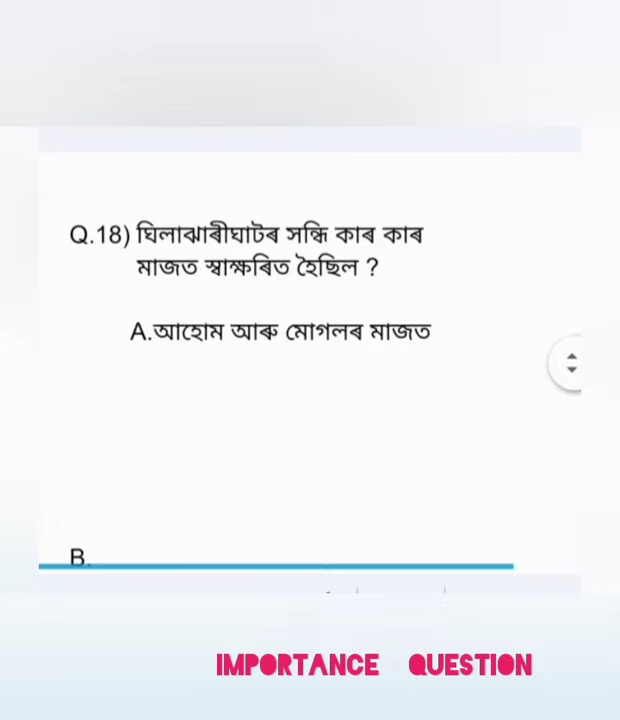 Q.18) ঘিলাঝাৰীঘাটৰ সন্ধি কাৰ কাৰ
মাজত স্বাক্ষৰিত হৈছিল ?
A.আহোম আৰু মোগলৰ মাজত
B.
IMPORTANCE QUESTION